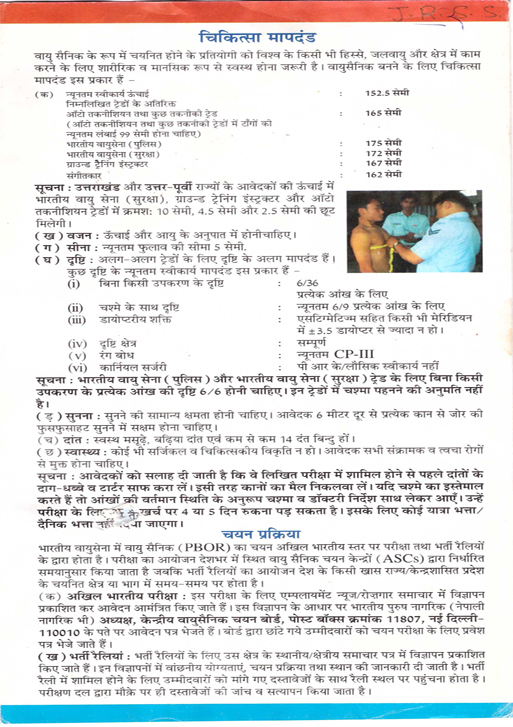 J.R.&.S.
चिकित्सा मापदंड
वायु सैनिक के रूप में चयनित होने के प्रतियोगी को विश्व के किसी भी हिस्से, जलवायु और क्षेत्र में काम
करने के लिए शारीरिक व मानसिक रूप से स्वस्थ होना जरूरी है। वायुसैनिक बनने के लिए चिकित्सा
मापदंड इस प्रकार हैं –
(क) न्यूनतम स्वीकार्य ऊंचाई : 152.5 सेमी
निम्नलिखित ट्रेडों के अतिरिक्त
ऑटो तकनीशियन तथा कुछ तकनीकी ट्रेड : 165 सेमी
(ऑटो तकनीशियन तथा कुछ तकनीकी ट्रेडों में टाँगों की
न्यूनतम लंबाई 99 सेमी होना चाहिए)
भारतीय वायुसेना (पुलिस) : 175 सेमी
भारतीय वायुसेना (सुरक्षा) : 172 सेमी
ग्राउन्ड ट्रैनिंग इंस्ट्रक्टर : 167 सेमी
संगीतकार : 162 सेमी
सूचना : उत्तराखंड और उत्तर-पूर्वी राज्यों के आवेदकों की ऊंचाई में
भारतीय वायु सेना (सुरक्षा), ग्राउन्ड ट्रेनिंग इंस्ट्रक्टर और ऑटो
तकनीशियन ट्रेडों में क्रमश: 10 सेमी, 4.5 सेमी और 2.5 सेमी की छूट
मिलेगी।
(ख) वजन : ऊँचाई और आयु के अनुपात में होनीचाहिए।
(ग) सीना : न्यूनतम फुलाव की सीमा 5 सेमी.
(घ) दृष्टि : अलग-अलग ट्रेडों के लिए दृष्टि के अलग मापदंड हैं।
कुछ दृष्टि के न्यूनतम स्वीकार्य मापदंड इस प्रकार हैं –
(i) बिना किसी उपकरण के दृष्टि : 6/36
प्रत्येक आंख के लिए
(ii) चश्मे के साथ दृष्टि : न्यूनतम 6/9 प्रत्येक आंख के लिए
(iii) डायोप्टरीय शक्ति : एसटिग्मेटिज्म सहित किसी भी मेरिडियन
में ±3.5 डायोप्टर से ज्यादा न हो।
(iv) दृष्टि क्षेत्र : सम्पूर्ण
(v) रंग बोध : न्यूनतम CP-III
(vi) कार्नियल सर्जरी : पी आर के/लौसिक स्वीकार्य नहीं
सूचना : भारतीय वायु सेना (पुलिस) और भारतीय वायु सेना (सुरक्षा) ट्रेड के लिए बिना किसी
उपकरण के प्रत्येक आंख की दृष्टि 6/6 होनी चाहिए। इन ट्रेडों में चश्मा पहनने की अनुमति नहीं
है।
(ड़) सुनना : सुनने की सामान्य क्षमता होनी चाहिए। आवेदक 6 मीटर दूर से प्रत्येक कान से जोर की
फुसफुसाहट सुनने में सक्षम होना चाहिए।
(च) दांत : स्वस्थ मसूढ़े, बढ़िया दांत एवं कम से कम 14 दंत बिन्दु हों।
(छ) स्वास्थ्य : कोई भी सर्जिकल व चिकित्सकीय विकृति न हो। आवेदक सभी संक्रामक व त्वचा रोगों
से मुक्त होना चाहिए।
सूचना : आवेदकों को सलाह दी जाती है कि वे लिखित परीक्षा में शामिल होने से पहले दांतों के
दाग-धब्बे व टार्टर साफ करा लें। इसी तरह कानों का मैल निकलवा लें। यदि चश्मे का इस्तेमाल
करते हैं तो आंखों की वर्तमान स्थिति के अनुरूप चश्मा व डॉक्टरी निर्देश साथ लेकर आएँ। उन्हें
परीक्षा के लिए खर्च पर 4 या 5 दिन रुकना पड़ सकता है। इसके लिए कोई यात्रा भत्ता/
दैनिक भत्ता नहीं दिया जाएगा।
चयन प्रक्रिया
भारतीय वायुसेना में वायु सैनिक (PBOR) का चयन अखिल भारतीय स्तर पर परीक्षा तथा भर्ती रैलियों
के द्वारा होता है। परीक्षा का आयोजन देशभर में स्थित वायु सैनिक चयन केन्द्रों (ASCs) द्वारा निर्धारित
समयानुसार किया जाता है जबकि भर्ती रैलियों का आयोजन देश के किसी खास राज्य/केन्द्रशासित प्रदेश
के चयनित क्षेत्र या भाग में समय-समय पर होता है।
(क) अखिल भारतीय परीक्षा : इस परीक्षा के लिए एम्पलायमेंट न्यूज/रोज़गार समाचार में विज्ञापन
प्रकाशित कर आवेदन आमंत्रित किए जाते हैं। इस विज्ञापन के आधार पर भारतीय पुरुष नागरिक (नेपाली
नागरिक भी) अध्यक्ष, केन्द्रीय वायुसैनिक चयन बोर्ड, पोस्ट बॉक्स क्रमांक 11807, नई दिल्ली–
110010 के पते पर आवेदन पत्र भेजते हैं। बोर्ड द्वारा छांटे गये उम्मीदवारों को चयन परीक्षा के लिए प्रवेश
पत्र भेजे जाते हैं।
(ख) भर्ती रैलियां : भर्ती रैलियों के लिए उस क्षेत्र के स्थानीय/क्षेत्रीय समाचार पत्र में विज्ञापन प्रकाशित
किए जाते हैं। इन विज्ञापनों में वांछनीय योग्यताएं, चयन प्रक्रिया तथा स्थान की जानकारी दी जाती है। भर्ती
रैली में शामिल होने के लिए उम्मीदवारों को मांगे गए दस्तावेजों के साथ रैली स्थल पर पहुंचना होता है।
परीक्षण दल द्वारा मौक़े पर ही दस्तावेजों की जांच व सत्यापन किया जाता है।